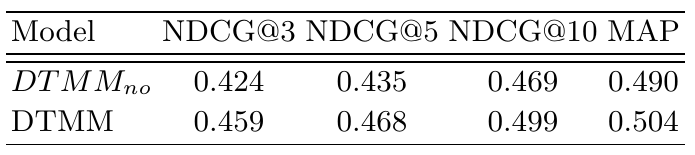 Model NDCG@3 NDCG@5 NDCG@10 MAP
DTMM_no 0.424 0.435 0.469 0.490
DTMM 0.459 0.468 0.499 0.504